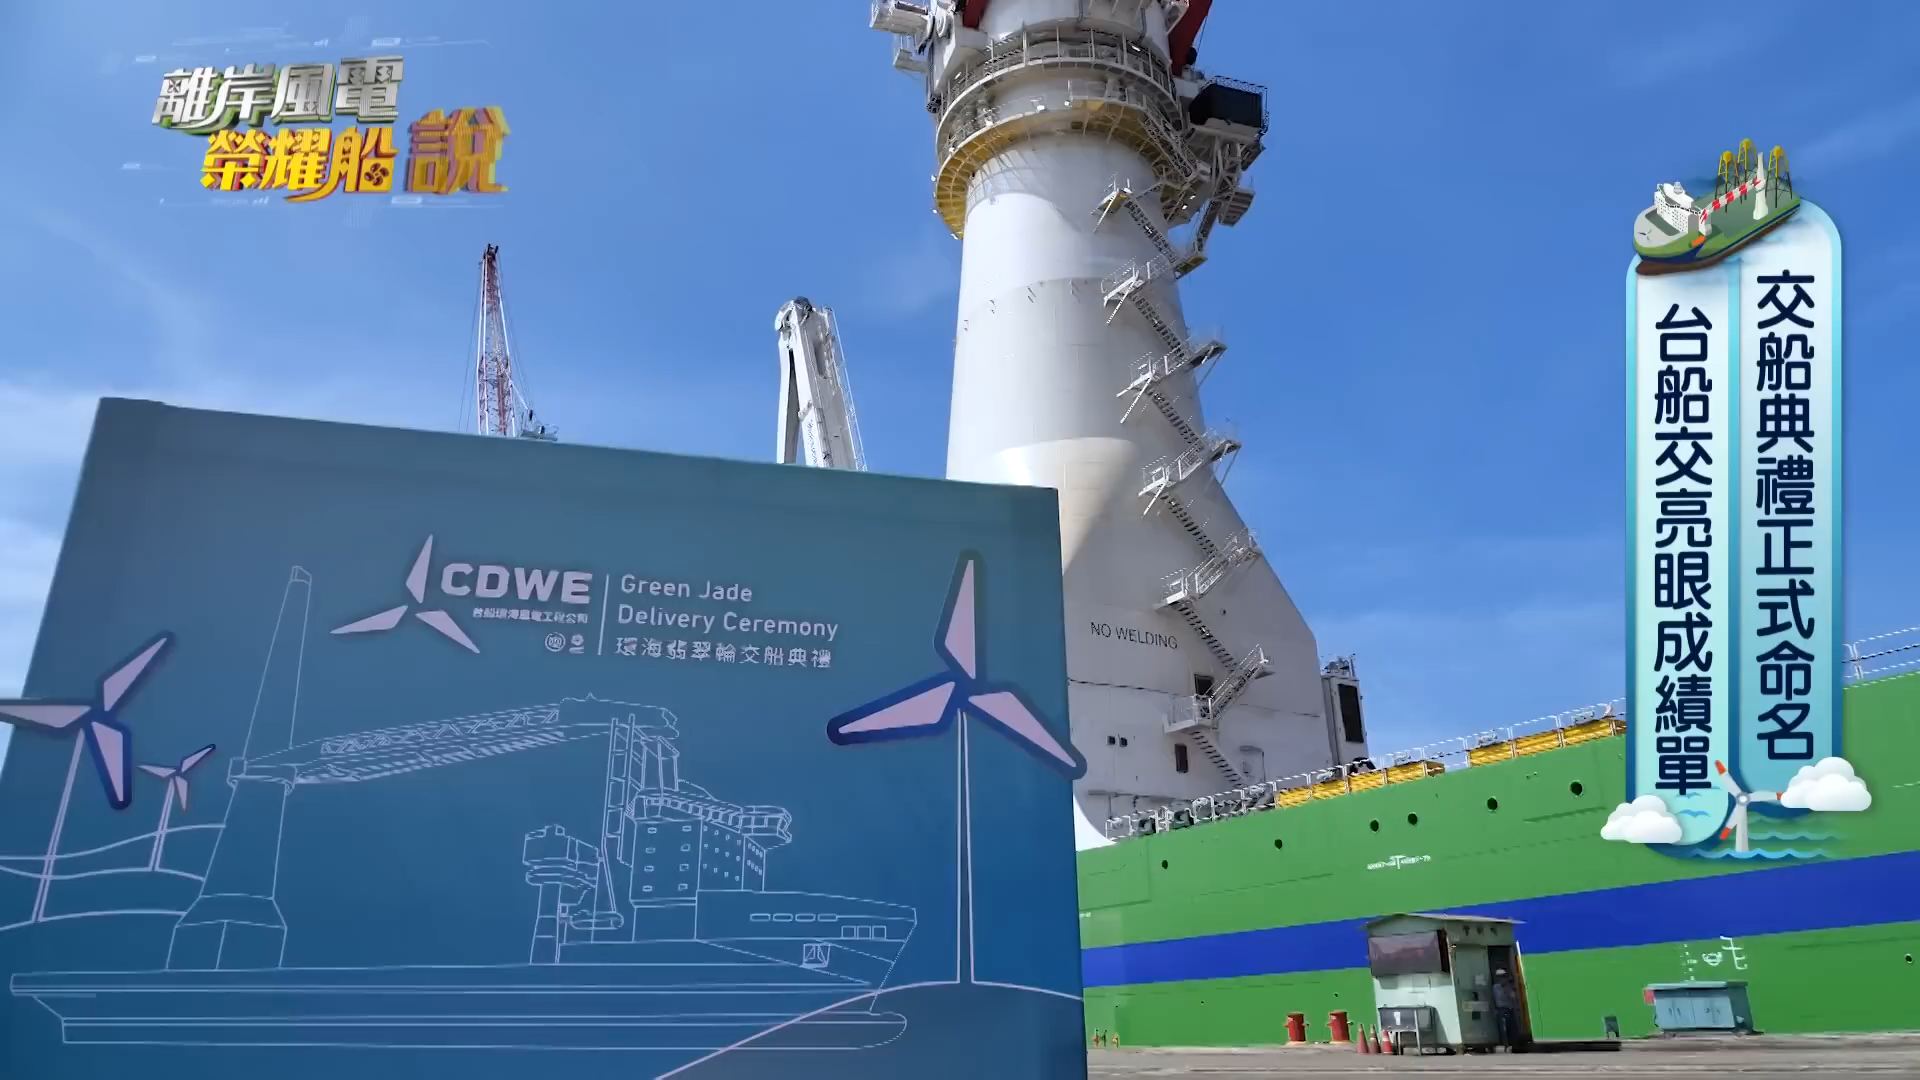 離岸風電
榮耀船說
交船典禮正式命名
台船交亮眼成績單
CDWE
台船環海風電工程公司
Green Jade
Delivery Ceremony
環海翡翠輪交船典禮
NO WELDING